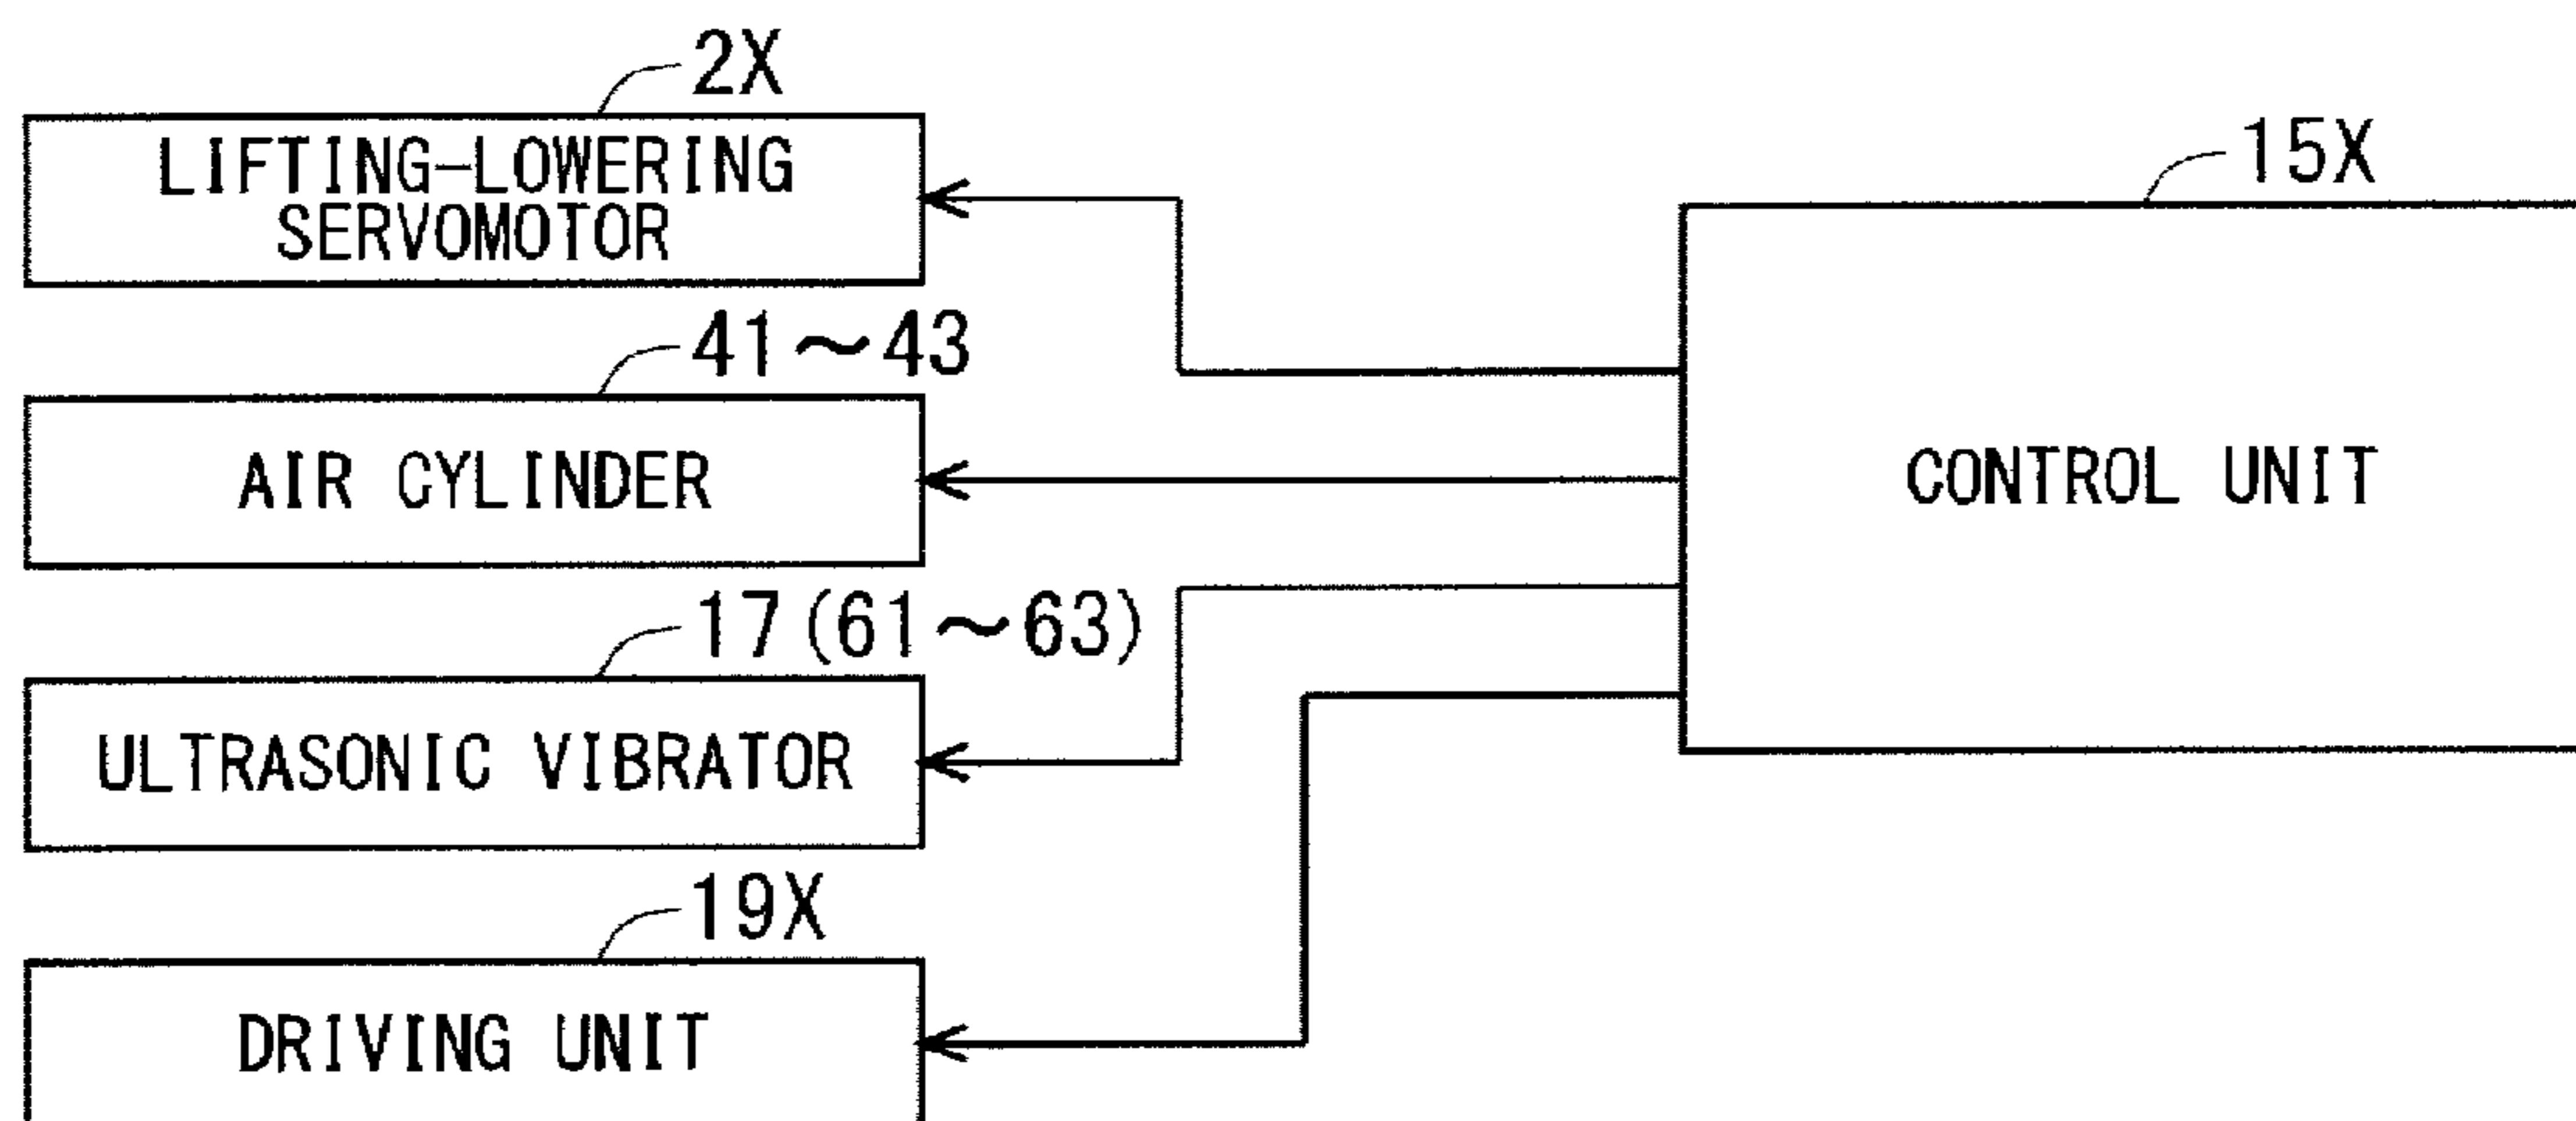 2X
LIFTING-LOWERING
SERVOMOTOR
15X
41～43
AIR CYLINDER
CONTROL UNIT
17(61～63)
ULTRASONIC VIBRATOR
19X
DRIVING UNIT